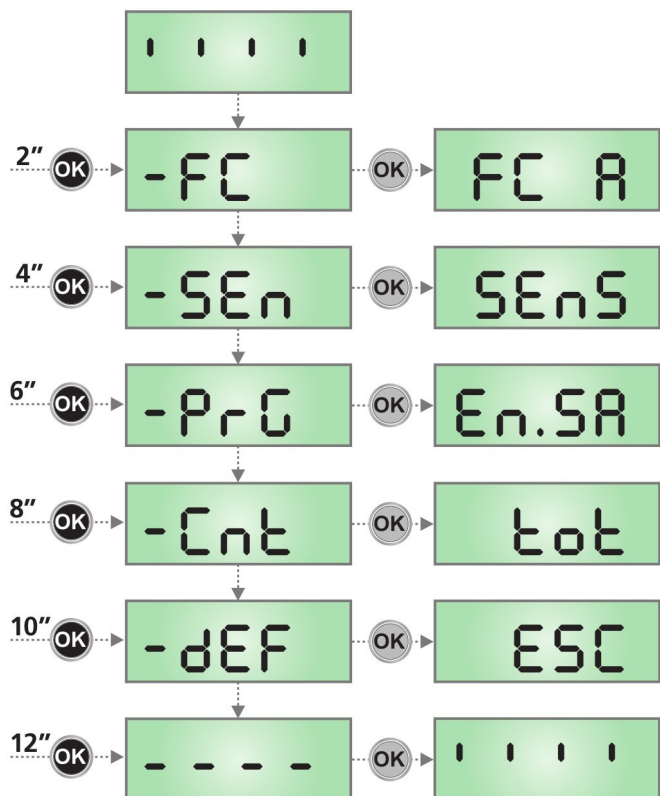 ı ı ı ı
2″ OK -FC OK FC A
4″ OK -SEn OK SEnS
6″ OK -PrG OK En.SA
8″ OK -Cnt OK tot
10″ OK -dEF OK ESC
12″ OK - - - - OK ı ı ı ı